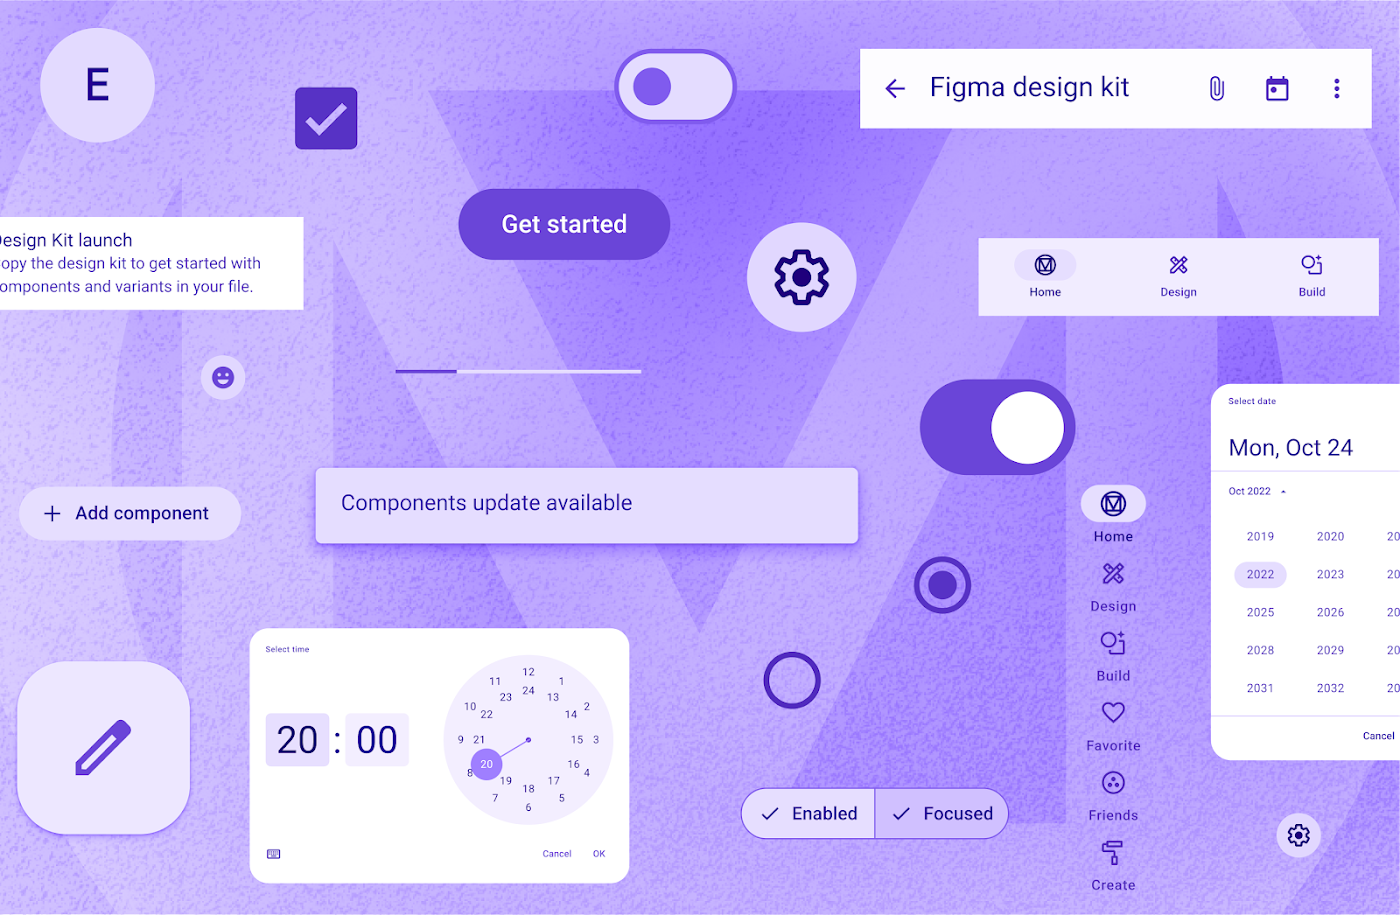 E
Figma design kit
Get started
esign Kit launch
opy the design kit to get started with
omponents and variants in your file.
Home
Design
Build
Select date
Mon, Oct 24
Oct 2022
2019 2020 20
2022 2023 20
2025 2026 20
2028 2029 20
2031 2032 20
Cancel
Components update available
+ Add component
Home
Design
Build
Favorite
Friends
Create
Select time
20 : 00
12
11 1
24
23 13
10 2
22 14
9 21 15 3
20 16
8 4
19 17
18
7 5
6
Cancel OK
Enabled Focused